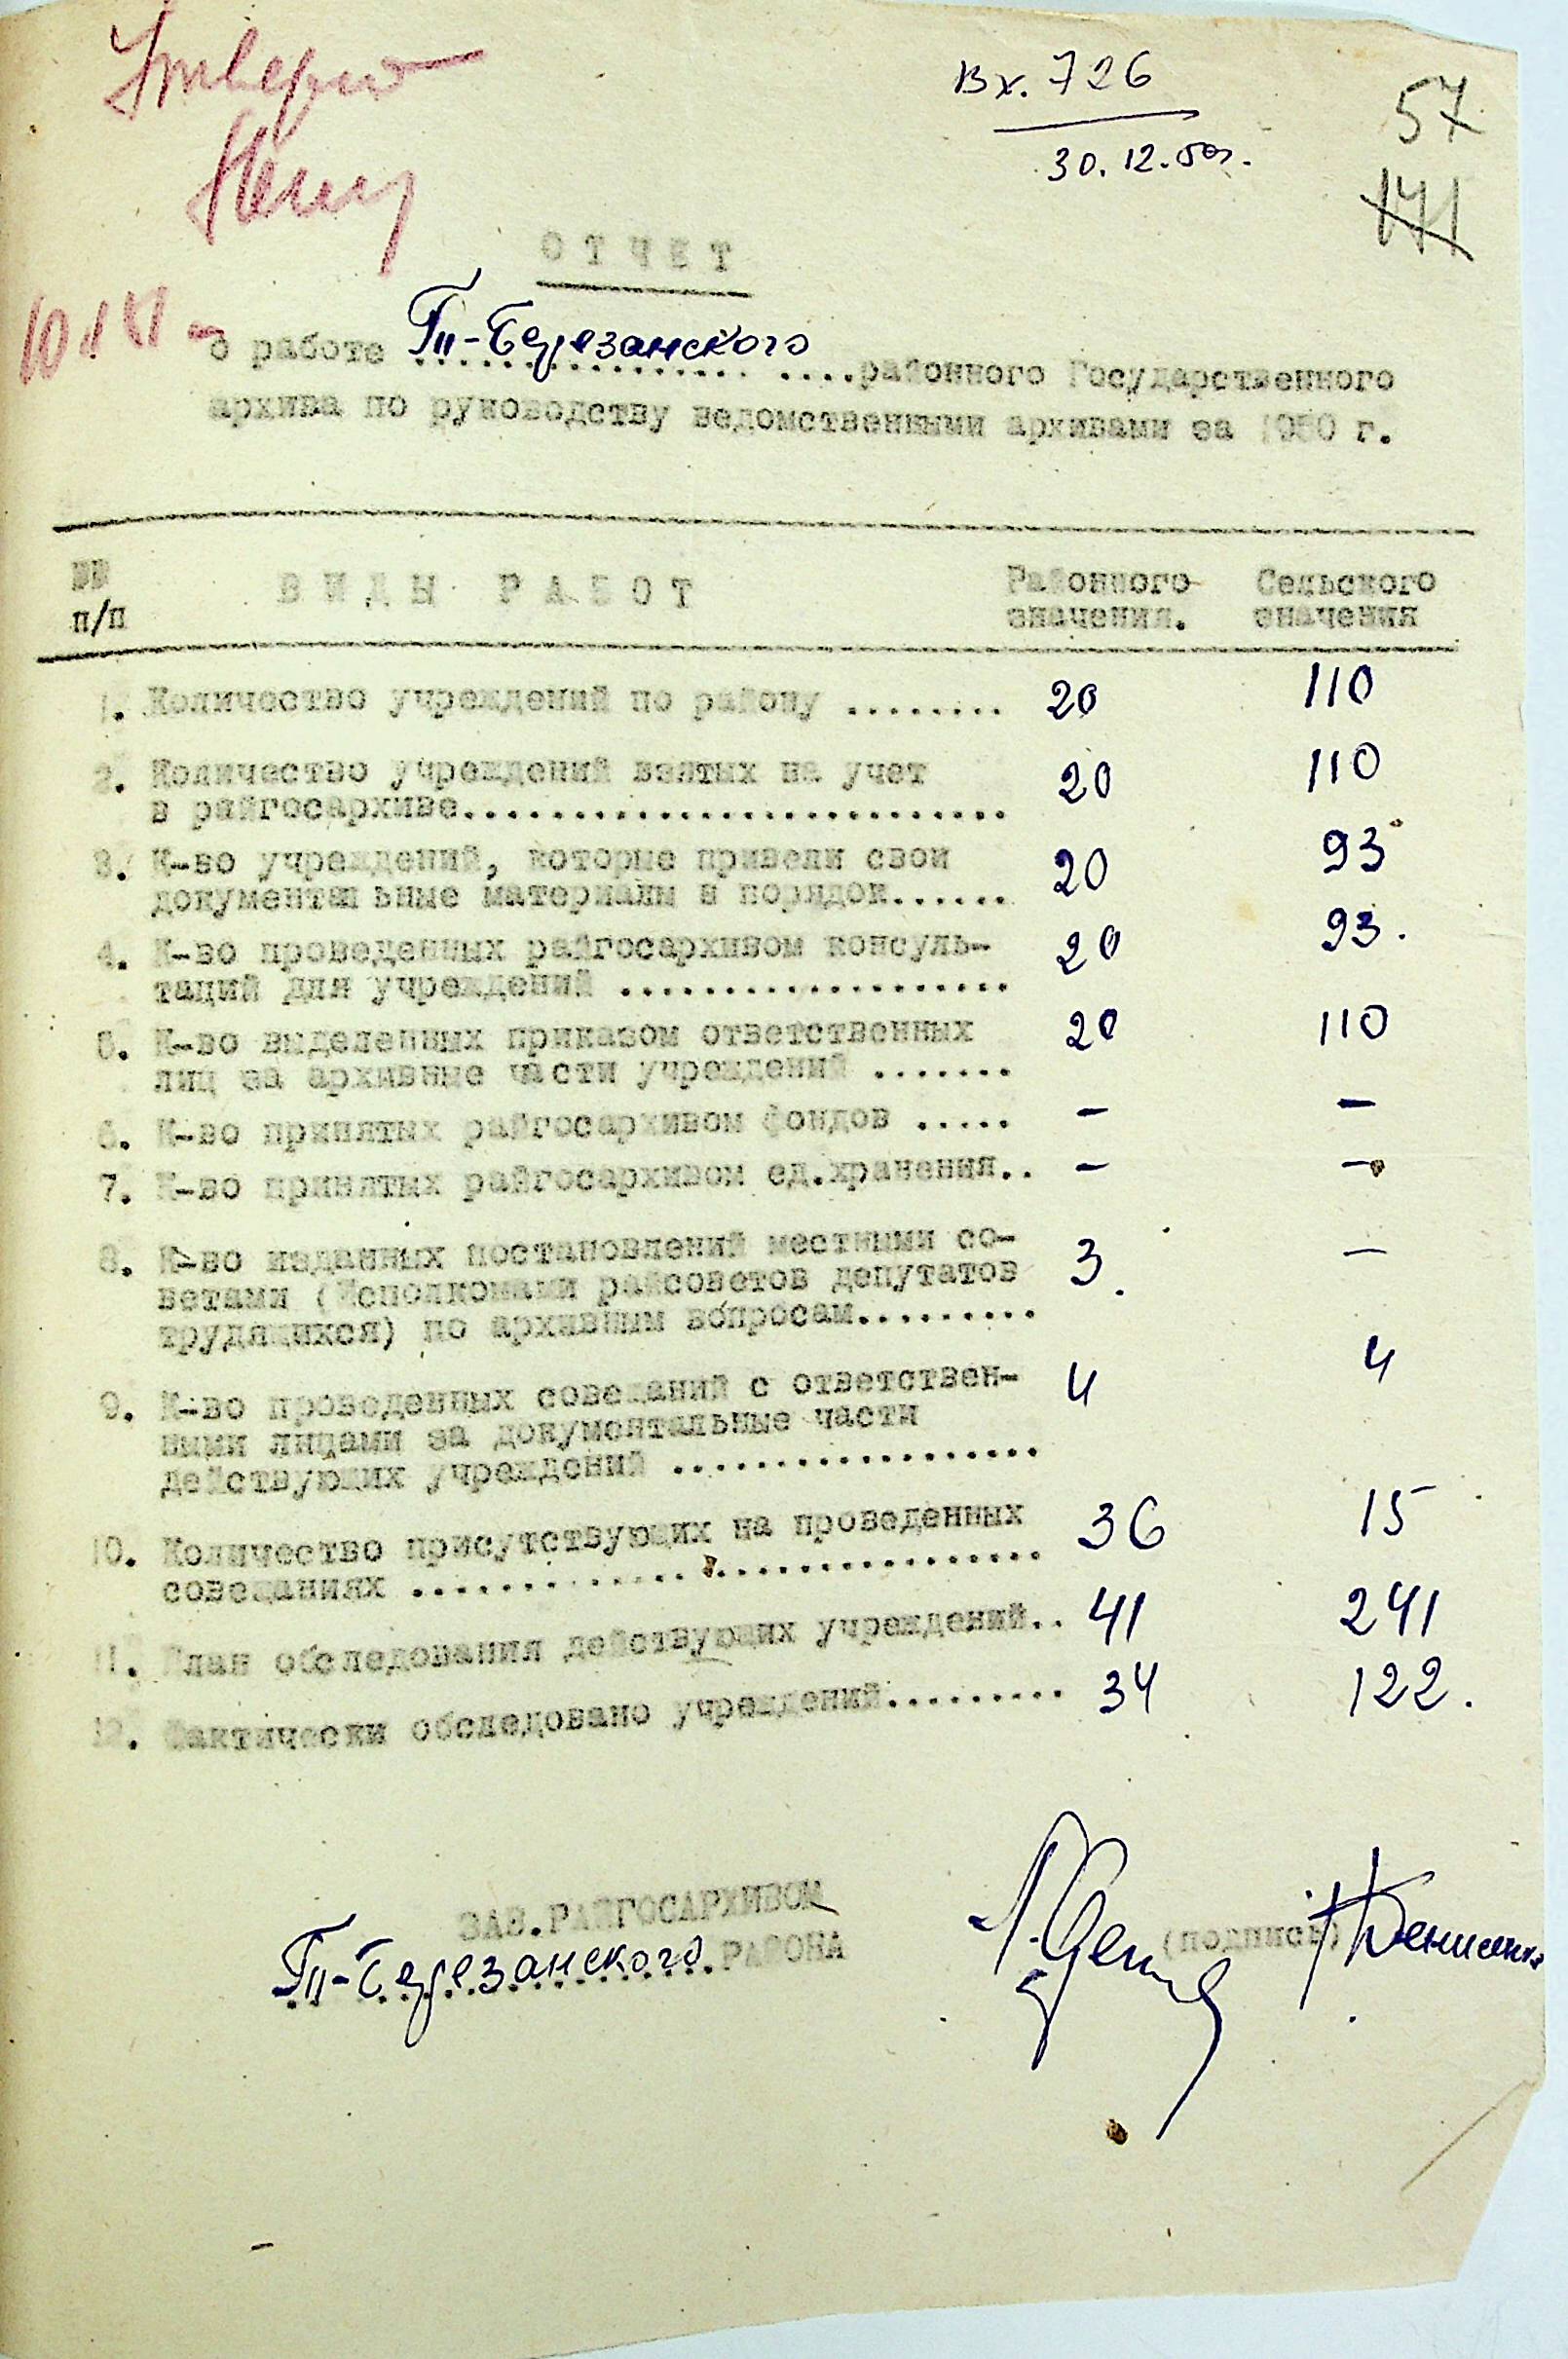 Вх. 726
30.12.50г.
57
171
ОТЧЕТ
о работе Гп-Березанского районного Государственного
архива по руководству ведомственными архивами за 1950 г.
№№ ВИДЫ РАБОТ Районного Сельского
п/п значения. значения
1. Количество учреждений по району ........ 20 110
2. Количество учреждений взятых на учет 20 110
в райгосархиве............................
3. К-во учреждений, которые привели свои 20 93
документальные материалы в порядок......
4. К-во проведенных райгосархивом консуль- 20 93.
таций для учреждений ...................
5. К-во выделенных приказом ответственных 20 110
лиц за архивные части учреждений .......
6. К-во принятых райгосархивом фондов ..... – –
7. К-во принятых райгосархивом ед.хранения.. – –
8. К-во изданных постановлений местными со- 3. –
ветами (Исполкомами райсоветов депутатов
трудящихся) по архивным вопросам.........
9. К-во проведенных совещаний с ответствен- 4 4
ными лицами за документальные части
действующих учреждений ..................
10. Количество присутствующих на проведенных 36 15
совещаниях ..............................
11. План обследования действующих учреждений.. 41 241
12. Фактически обследовано учреждений......... 34 122.
ЗАВ.РАЙГОСАРХИВОМ
Гп-Березанского РАЙОНА (подпись) Денисенко